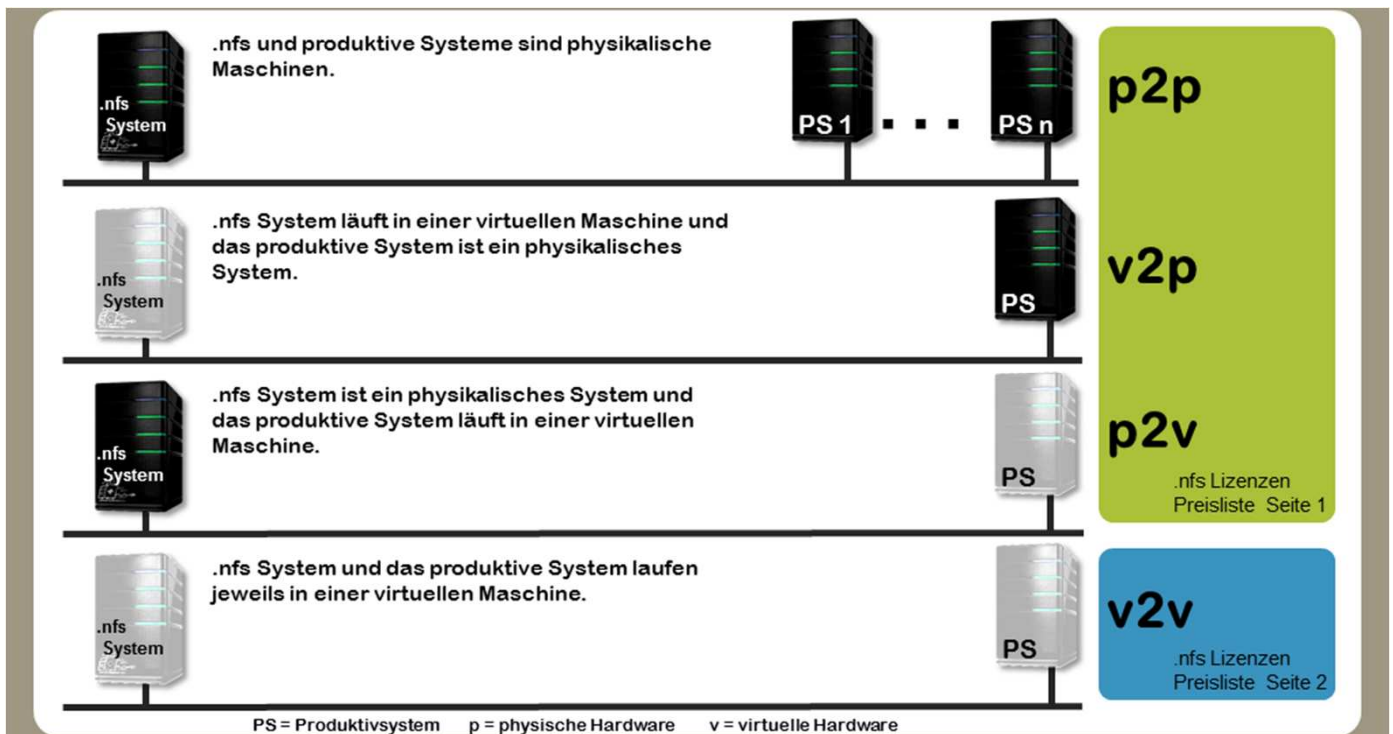 .nfs und produktive Systeme sind physikalische
Maschinen.
.nfs
System
PS 1
. . .
PS n
p2p
.nfs System läuft in einer virtuellen Maschine und
das produktive System ist ein physikalisches
System.
.nfs
System
PS
v2p
.nfs System ist ein physikalisches System und
das produktive System läuft in einer virtuellen
Maschine.
.nfs
System
PS
p2v
.nfs Lizenzen
Preisliste Seite 1
.nfs System und das produktive System laufen
jeweils in einer virtuellen Maschine.
.nfs
System
PS
v2v
.nfs Lizenzen
Preisliste Seite 2
PS = Produktivsystem p = physische Hardware v = virtuelle Hardware